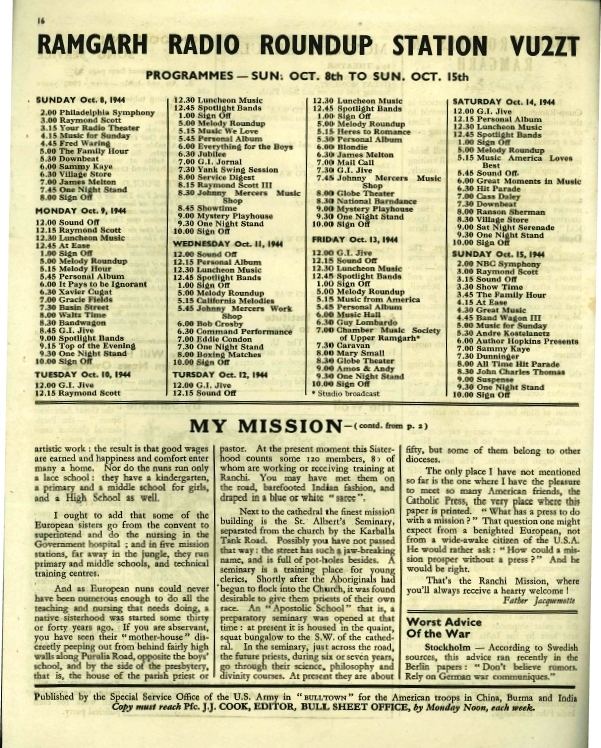 16
RAMGARH RADIO ROUNDUP STATION VU2ZT
PROGRAMMES — SUN: OCT. 8th TO SUN. OCT. 15th
SUNDAY Oct. 8, 1944
2.00 Philadelphia Symphony
3.00 Raymond Scott
3.15 Your Radio Theater
4.15 Music for Sunday
4.45 Fred Waring
5.00 The Family Hour
5.30 Downbeat
6.00 Sammy Kaye
6.30 Village Store
7.00 James Melton
7.45 One Night Stand
8.00 Sign Off
MONDAY Oct. 9, 1944
12.00 Sound Off
12.15 Raymond Scott
12.30 Luncheon Music
12.45 At Ease
1.00 Sign Off
5.00 Melody Roundup
5.15 Melody Hour
5.45 Personal Album
6.00 It Pays to be Ignorant
6.30 Xavier Cugat
7.00 Gracie Fields
7.30 Basin Street
8.00 Waltz Time
8.30 Bandwagon
8.45 G.I. Jive
9.00 Spotlight Bands
9.15 Top of the Evening
9.30 One Night Stand
10.00 Sign Off
TUESDAY Oct. 10, 1944
12.00 G.I. Jive
12.15 Raymond Scott
12.30 Luncheon Music
12.45 Spotlight Bands
1.00 Sign Off
5.00 Melody Roundup
5.15 Music We Love
5.45 Personal Album
6.00 Everything for the Boys
6.30 Jubilee
7.00 G.I. Jornal
7.30 Yank Swing Session
8.00 Service Digest
8.15 Raymond Scott III
8.30 Johnny Mercers Music
Shop
8.45 Showtime
9.00 Mystery Playhouse
9.30 One Night Stand
10.00 Sign Off
WEDNESDAY Oct. 11, 1944
12.00 Sound Off
12.15 Personal Album
12.30 Luncheon Music
12.45 Spotlight Bands
1.00 Sign Off
5.00 Melody Roundup
5.15 California Melodies
5.45 Johnny Mercers Work
Shop
6.00 Bob Crosby
6.30 Command Performance
7.00 Eddie Condon
7.30 One Night Stand
8.00 Boxing Matches
10.00 Sign Off
TURSDAY Oct. 12, 1944
12.00 G.I. Jive
12.15 Sound Off
12.30 Luncheon Music
12.45 Spotlight Bands
1.00 Sign Off
5.00 Melody Roundup
5.15 Heres to Romance
5.30 Personal Album
6.00 Blondie
6.30 James Melton
7.00 Mail Call
7.30 G.I. Jive
7.45 Johnny Mercers Music
Shop
8.00 Globe Theater
8.30 National Barndance
9.00 Mystery Playhouse
9.30 One Night Stand
10.00 Sign Off
FRIDAY Oct. 13, 1944
12.00 G.I. Jive
12.15 Sound Off
12.30 Luncheon Music
12.45 Spotlight Bands
1.00 Sign Off
5.00 Melody Roundup
5.15 Music from America
5.45 Personal Album
6.00 Music Hall
6.30 Guy Lombardo
7.00 Chamber Music Society
of Upper Ramgarh*
7.30 Caravan
8.00 Mary Small
8.30 Globe Theater
9.00 Amos & Andy
9.30 One Night Stand
10.00 Sign Off
* Studio broadcast
SATURDAY Oct. 14, 1944
12.00 G.I. Jive
12.15 Personal Album
12.30 Luncheon Music
12.45 Spotlight Bands
1.00 Sign Off
5.00 Melody Roundup
5.15 Music America Loves
Best
5.45 Sound Off.
6.00 Great Moments in Music
6.30 Hit Parade
7.00 Cass Daley
7.30 Downbeat
8.00 Ranson Sherman
8.30 Village Store
9.00 Sat Night Serenade
9.30 One Night Stand
10.00 Sign Off
SUNDAY Oct. 15, 1944
2.00 NBC Symphony
3.00 Raymond Scott
3.15 Sound Off
3.30 Show Time
3.45 The Family Hour
4.15 At Ease
4.30 Great Music
4.45 Band Wagon III
5.00 Music for Sunday
5.30 Andre Kostelanetz
6.00 Author Hopkins Presents
7.00 Sammy Kaye
7.30 Dunninger
8.00 All Time Hit Parade
8.30 John Charles Thomas
9.00 Suspense
9.30 One Night Stand
10.00 Sign Off
MY MISSION—(contd. from p. 2)
artistic work : the result is that good wages
are earned and happiness and comfort enter
many a home. Nor do the nuns run only
a lace school : they have a kindergarten,
a primary and a middle school for girls,
and a High School as well.
I ought to add that some of the
European sisters go from the convent to
superintend and do the nursing in the
Government hospital ; and in five mission
stations, far away in the jungle, they run
primary and middle schools, and technical
training centres.
And as European nuns could never
have been numerous enough to do all the
teaching and nursing that needs doing, a
native sisterhood was started some thirty
or forty years ago. If you are observant,
you have seen their "mother-house" dis-
creetly peeping out from behind fairly high
walls along Purulia Road, opposite the boys'
school, and by the side of the presbytery,
that is, the house of the parish priest or
pastor. At the present moment this Sister-
hood counts some 120 members, 80 of
whom are working or receiving training at
Ranchi. You may have met them on
the road, barefooted Indian fashion, and
draped in a blue or white "saree".
Next to the cathedral the finest mission
building is the St. Albert's Seminary,
separated from the church by the Karbala
Tank Road. Possibly you have not passed
that way : the street has such a jaw-breaking
name, and is full of pot-holes besides. A
seminary is a training place for young
clerics, Shortly after the Aboriginals had
begun to flock into the Church, it was found
desirable to give them priests of their own
race. An "Apostolic School" that is, a
preparatory seminary was opened at that
time : at present it is housed in the quaint,
squat bungalow to the S.W. of the cathed-
ral. In the seminary, just across the road,
the future priests, during six or seven years,
go through their science, philosophy and
divinity courses. At present they are about
fifty, but some of them belong to other
dioceses.
The only place I have not mentioned
so far is the one where I have the pleasure
to meet so many American friends, the
Catholic Press, the very place where this
paper is printed. "What has a press to do
with a mission ?" That question one might
expect from a benighted European, not
from a wide-awake citizen of the U.S.A.
He would rather ask : "How could a mis-
sion prosper without a press ?" And he
would be right.
That's the Ranchi Mission, where
you'll always receive a hearty welcome !
Father Jacquemotte
Worst Advice
Of the War
Stockholm — According to Swedish
sources, this advice ran recently in the
Berlin papers : "Don't believe rumors.
Rely on German war communiques."
Published by the Special Service Office of the U.S. Army in "BULLTOWN" for the American troops in China, Burma and India
Copy must reach Pfc. J.J. COOK, EDITOR, BULL SHEET OFFICE, by Monday Noon, each week.